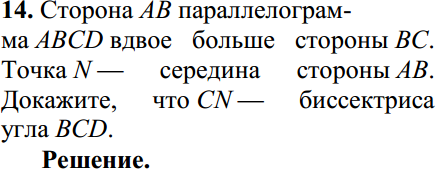 14. Сторона AB параллелограм-
ма ABCD вдвое больше стороны BC.
Точка N — середина стороны AB.
Докажите, что CN — биссектриса
угла BCD.
Решение.